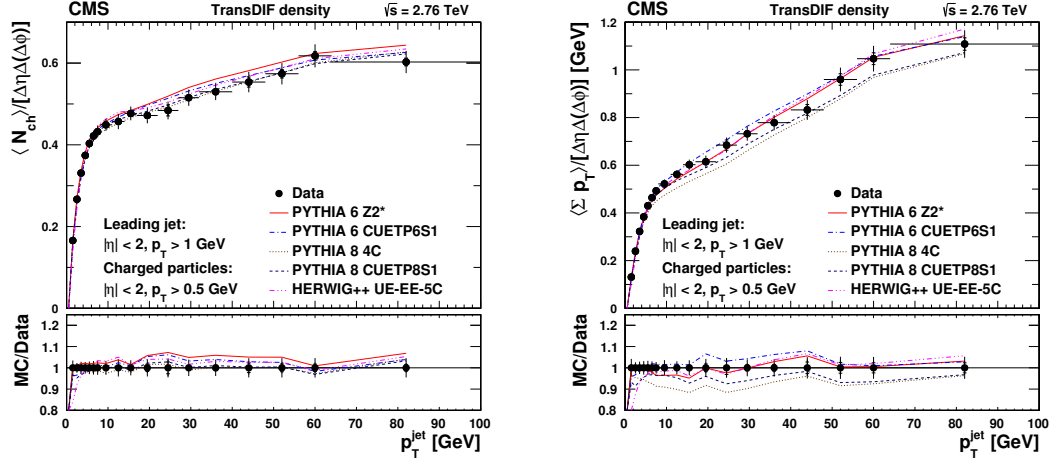 CMS TransDIF density √s = 2.76 TeV
⟨ N_ch⟩/[ΔηΔ(Δϕ)]
0.6
0.4
0.2
0
Data
PYTHIA 6 Z2*
PYTHIA 6 CUETP6S1
PYTHIA 8 4C
PYTHIA 8 CUETP8S1
HERWIG++ UE-EE-5C
Leading jet:
|η| < 2, p_T > 1 GeV
Charged particles:
|η| < 2, p_T > 0.5 GeV
MC/Data
1.2
1.1
1
0.9
0.8
0 10 20 30 40 50 60 70 80 90 100
p_T^jet [GeV]
CMS TransDIF density √s = 2.76 TeV
⟨Σ p_T⟩/[ΔηΔ(Δϕ)] [GeV]
1.2
1
0.8
0.6
0.4
0.2
0
Data
PYTHIA 6 Z2*
PYTHIA 6 CUETP6S1
PYTHIA 8 4C
PYTHIA 8 CUETP8S1
HERWIG++ UE-EE-5C
Leading jet:
|η| < 2, p_T > 1 GeV
Charged particles:
|η| < 2, p_T > 0.5 GeV
MC/Data
1.2
1.1
1
0.9
0.8
0 10 20 30 40 50 60 70 80 90 100
p_T^jet [GeV]